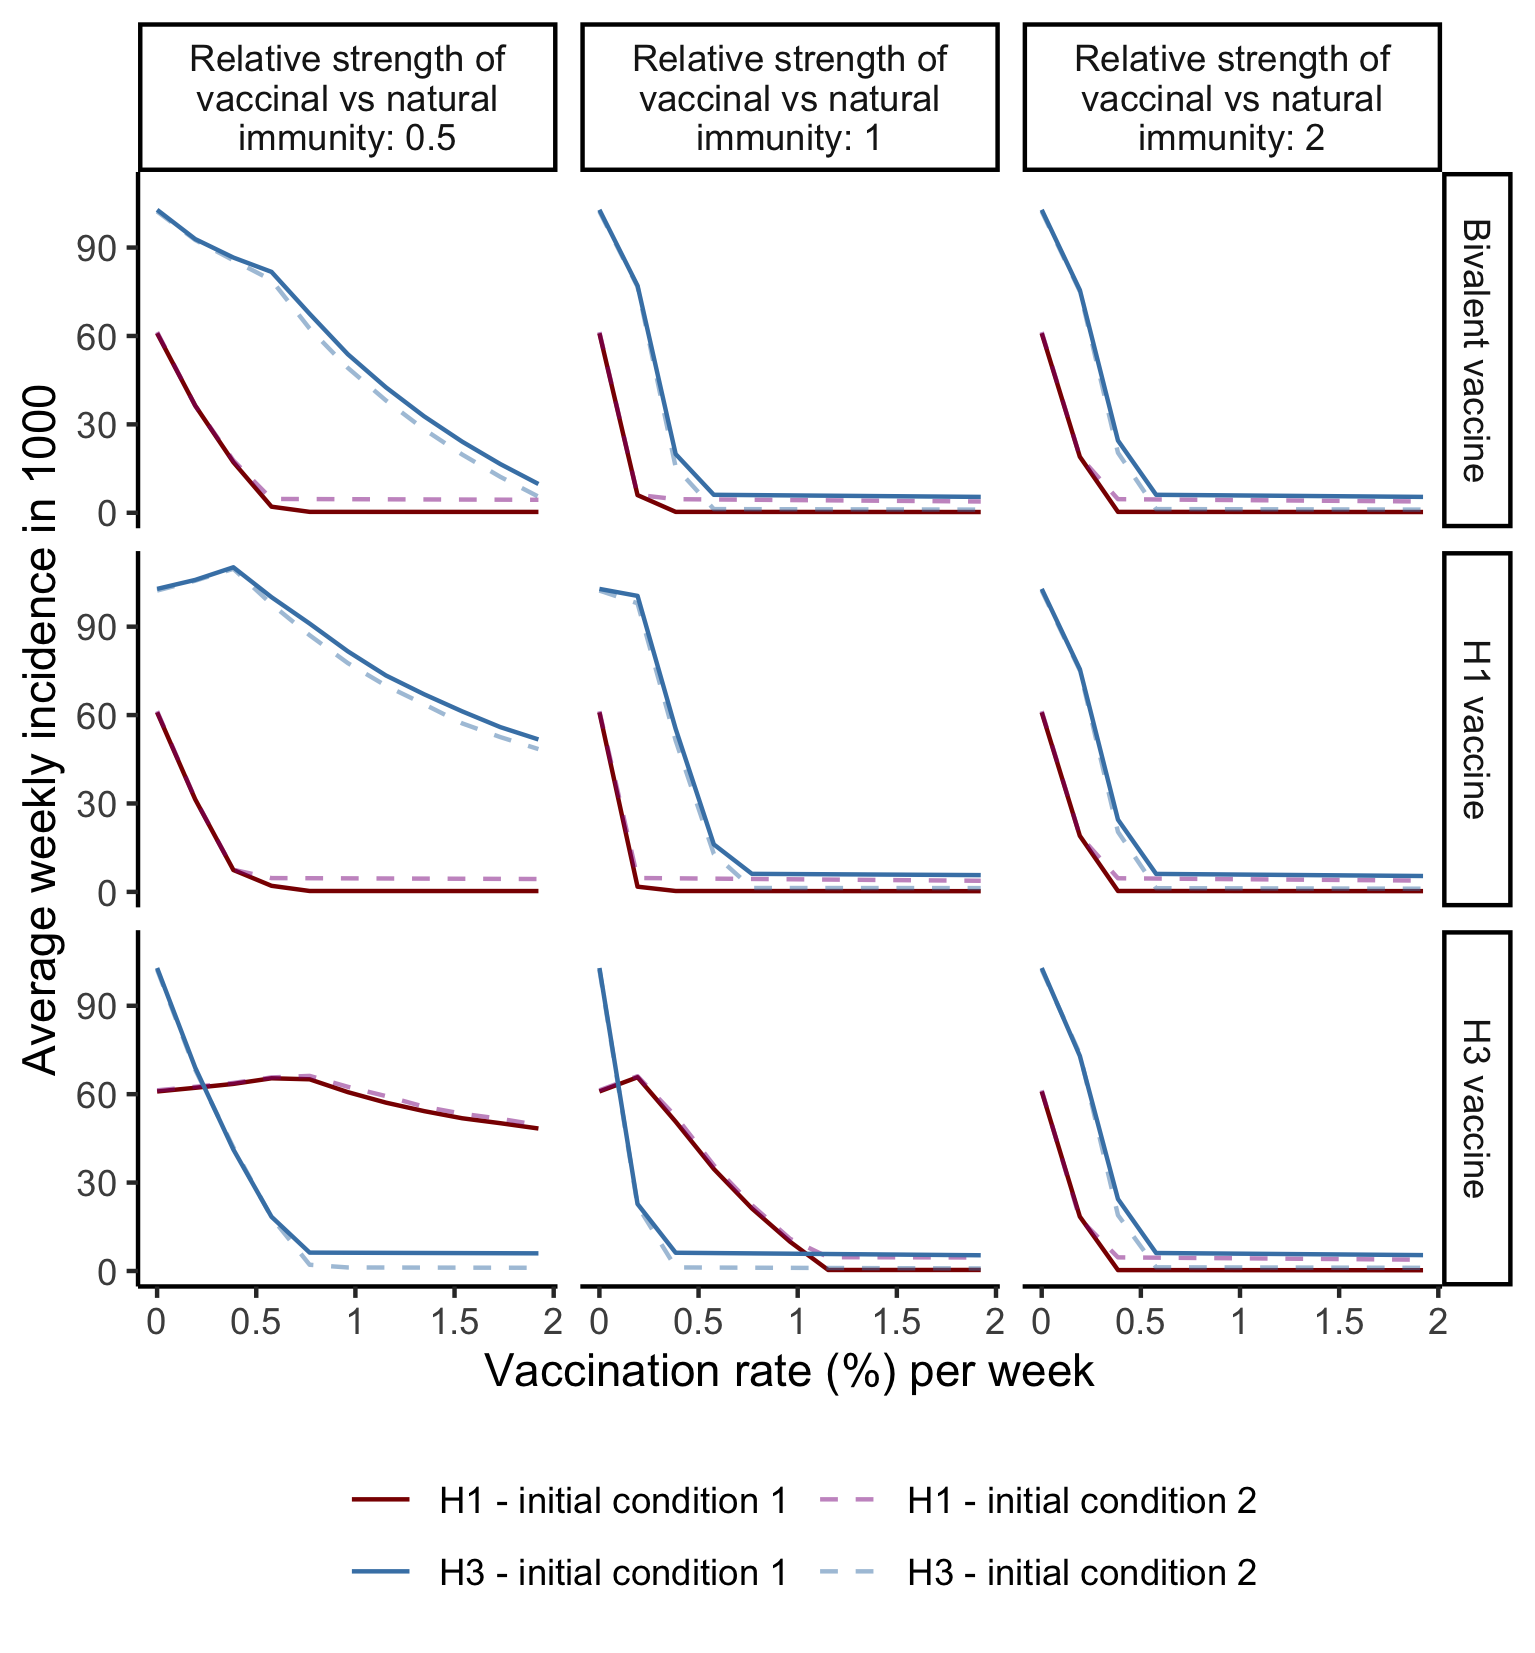 Relative strength of
vaccinal vs natural
immunity: 0.5
Relative strength of
vaccinal vs natural
immunity: 1
Relative strength of
vaccinal vs natural
immunity: 2
Average weekly incidence in 1000
90
60
30
0
Bivalent vaccine
90
60
30
0
H1 vaccine
90
60
30
0
H3 vaccine
0 0.5 1 1.5 2
0 0.5 1 1.5 2
0 0.5 1 1.5 2
Vaccination rate (%) per week
H1 - initial condition 1
H1 - initial condition 2
H3 - initial condition 1
H3 - initial condition 2